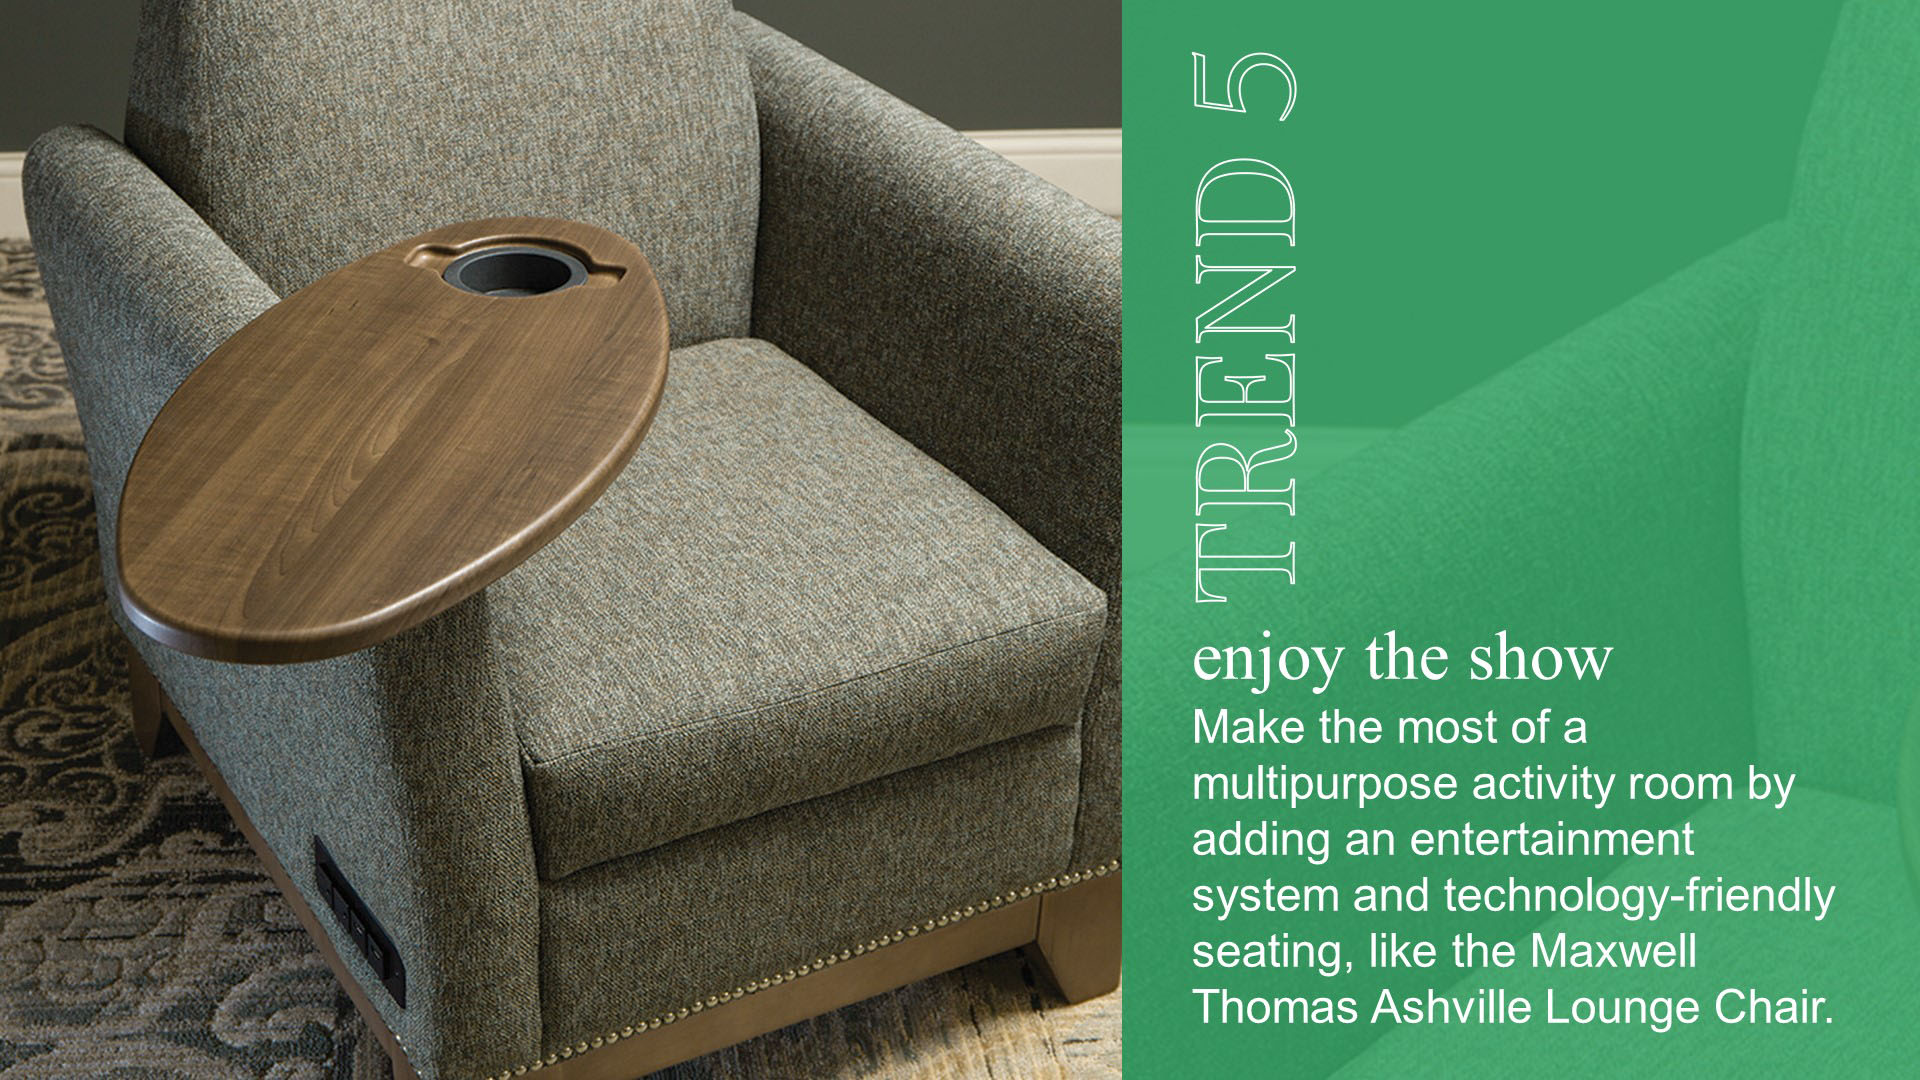 TREND 5
enjoy the show
Make the most of a
multipurpose activity room by
adding an entertainment
system and technology-friendly
seating, like the Maxwell
Thomas Ashville Lounge Chair.